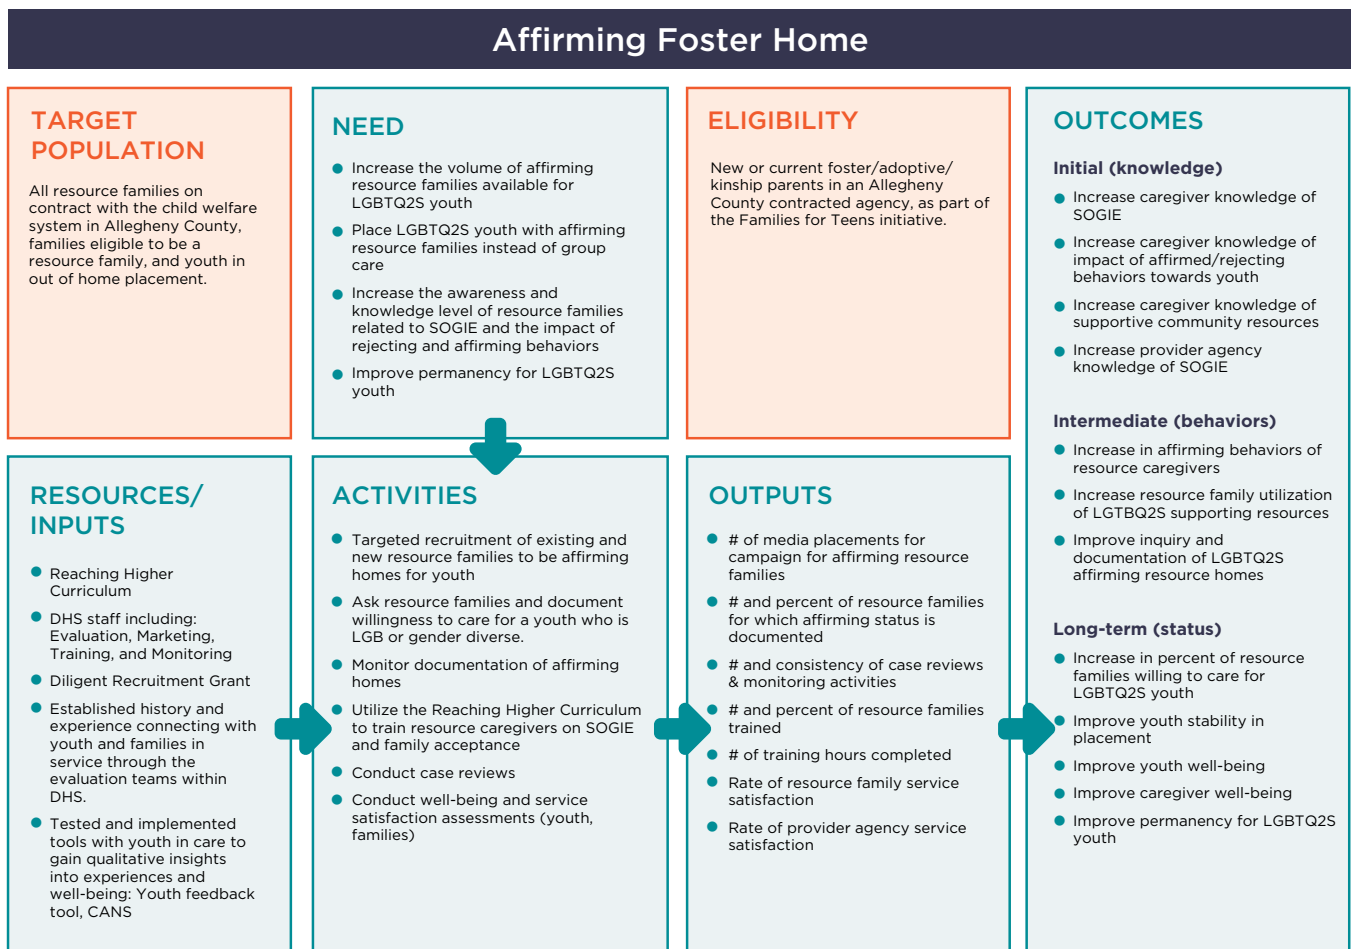 Affirming Foster Home
TARGET
POPULATION
All resource families on
contract with the child welfare
system in Allegheny County,
families eligible to be a
resource family, and youth in
out of home placement.
NEED
Increase the volume of affirming
resource families available for
LGBTQ2S youth
Place LGBTQ2S youth with affirming
resource families instead of group
care
Increase the awareness and
knowledge level of resource families
related to SOGIE and the impact of
rejecting and affirming behaviors
Improve permanency for LGBTQ2S
youth
ELIGIBILITY
New or current foster/adoptive/
kinship parents in an Allegheny
County contracted agency, as part of
the Families for Teens initiative.
RESOURCES/
INPUTS
Reaching Higher
Curriculum
DHS staff including:
Evaluation, Marketing,
Training, and Monitoring
Diligent Recruitment Grant
Established history and
experience connecting with
youth and families in
service through the
evaluation teams within
DHS.
Tested and implemented
tools with youth in care to
gain qualitative insights
into experiences and
well-being: Youth feedback
tool, CANS
ACTIVITIES
Targeted recruitment of existing and
new resource families to be affirming
homes for youth
Ask resource families and document
willingness to care for a youth who is
LGB or gender diverse.
Monitor documentation of affirming
homes
Utilize the Reaching Higher Curriculum
to train resource caregivers on SOGIE
and family acceptance
Conduct case reviews
Conduct well-being and service
satisfaction assessments (youth,
families)
OUTPUTS
# of media placements for
campaign for affirming resource
families
# and percent of resource families
for which affirming status is
documented
# and consistency of case reviews
& monitoring activities
# and percent of resource families
trained
# of training hours completed
Rate of resource family service
satisfaction
Rate of provider agency service
satisfaction
OUTCOMES
Initial (knowledge)
Increase caregiver knowledge of
SOGIE
Increase caregiver knowledge of
impact of affirmed/rejecting
behaviors towards youth
Increase caregiver knowledge of
supportive community resources
Increase provider agency
knowledge of SOGIE
Intermediate (behaviors)
Increase in affirming behaviors of
resource caregivers
Increase resource family utilization
of LGTBQ2S supporting resources
Improve inquiry and
documentation of LGBTQ2S
affirming resource homes
Long-term (status)
Increase in percent of resource
families willing to care for
LGBTQ2S youth
Improve youth stability in
placement
Improve youth well-being
Improve caregiver well-being
Improve permanency for LGBTQ2S
youth